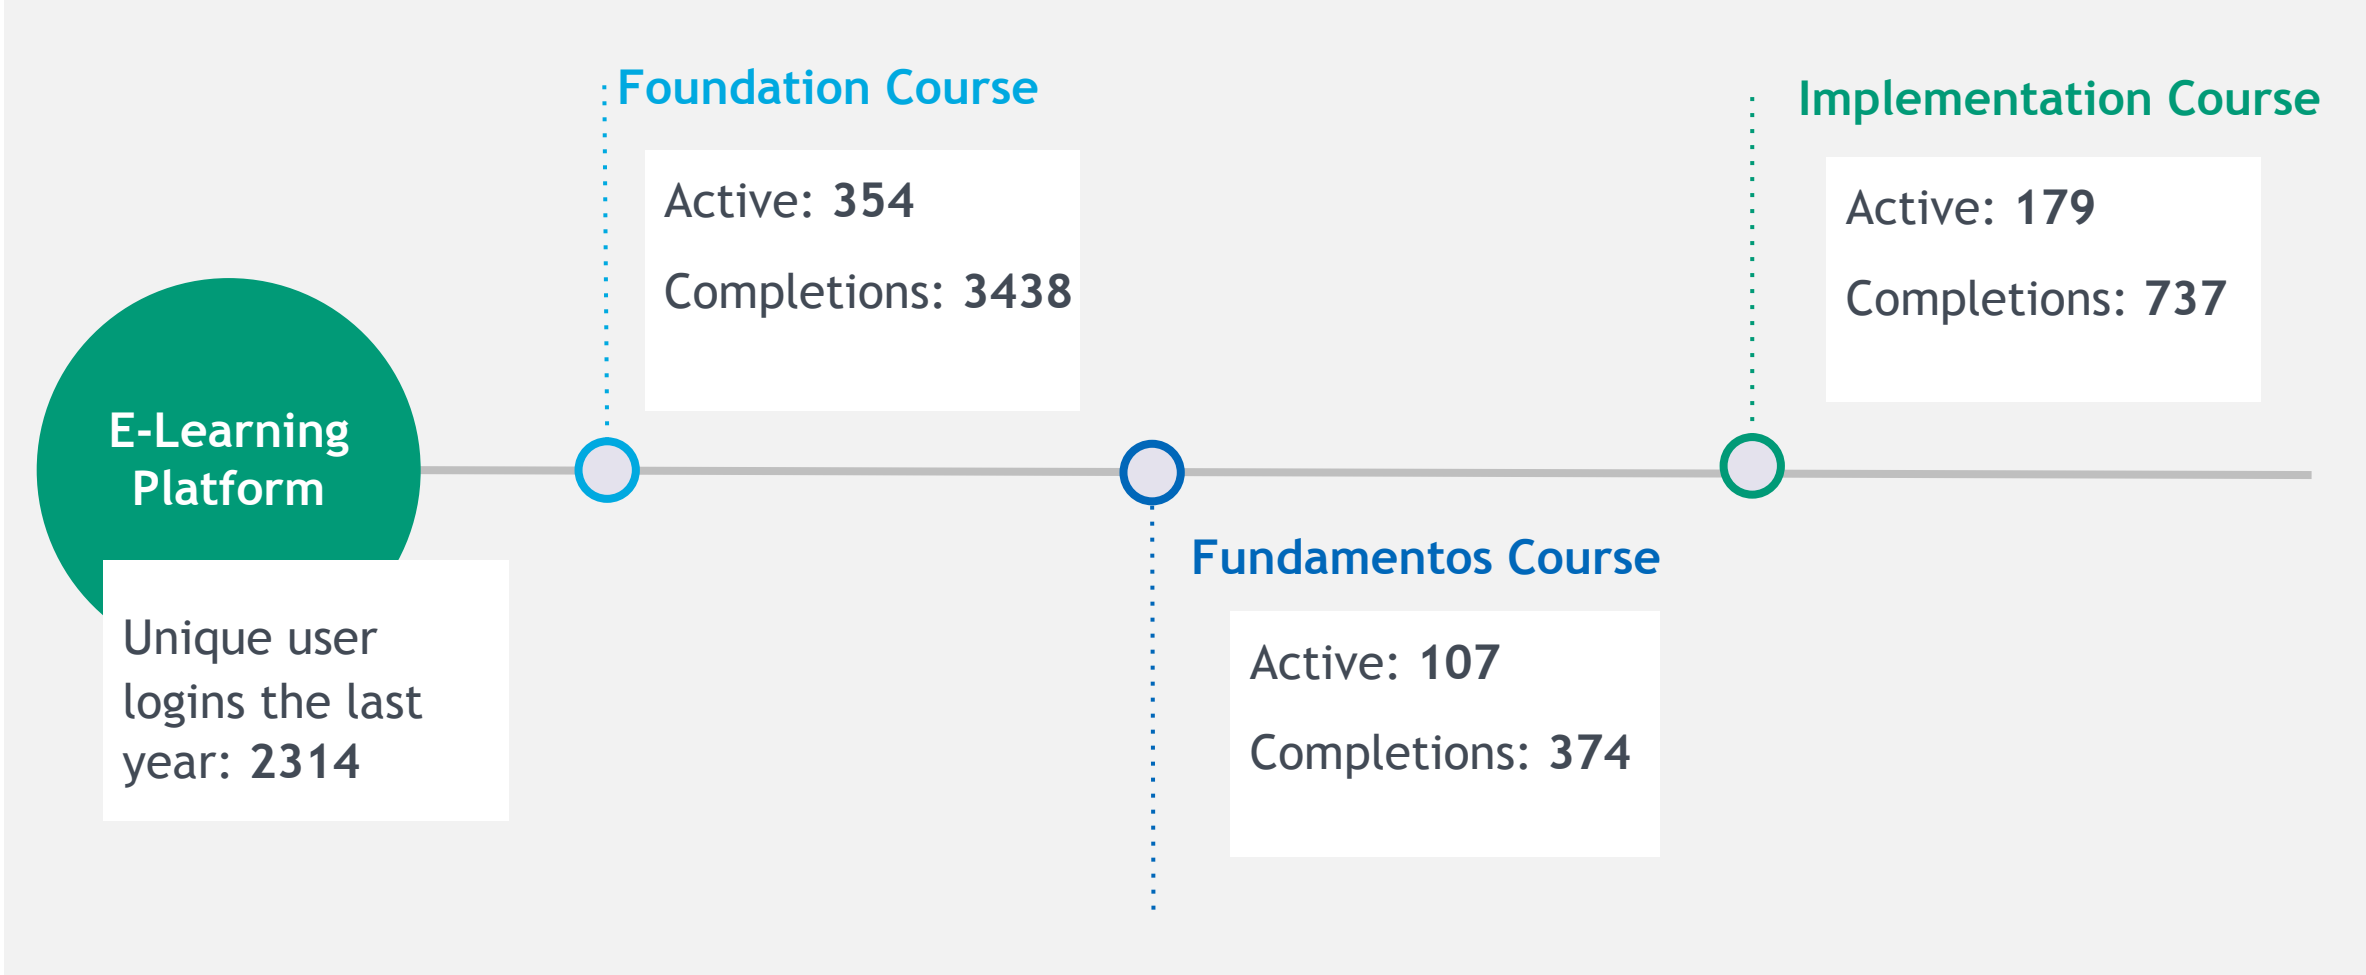 Foundation Course
Active: 354
Completions: 3438
Implementation Course
Active: 179
Completions: 737
E-Learning
Platform
Unique user
logins the last
year: 2314
Fundamentos Course
Active: 107
Completions: 374